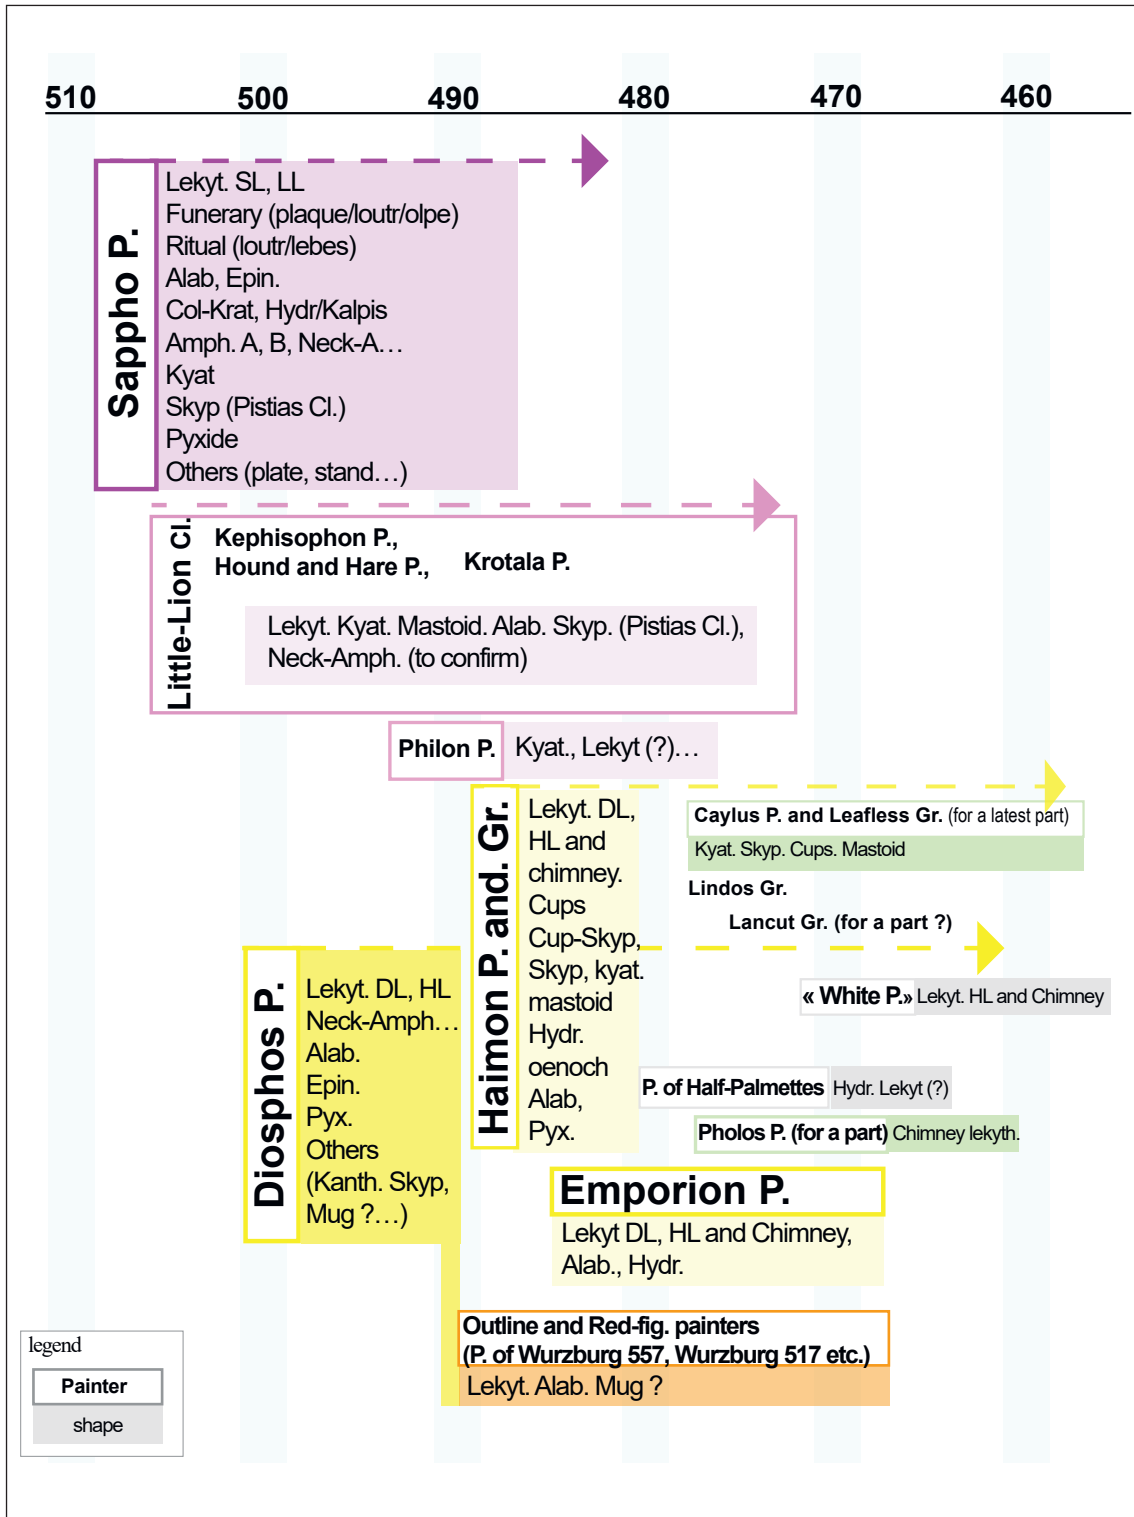 510 500 490 480 470 460
Sappho P.
Lekyt. SL, LL
Funerary (plaque/loutr/olpe)
Ritual (loutr/lebes)
Alab, Epin.
Col-Krat, Hydr/Kalpis
Amph. A, B, Neck-A…
Kyat
Skyp (Pistias Cl.)
Pyxide
Others (plate, stand…)
Little-Lion Cl.
Kephisophon P.,
Hound and Hare P.,
Krotala P.
Lekyt. Kyat. Mastoid. Alab. Skyp. (Pistias Cl.),
Neck-Amph. (to confirm)
Philon P.
Kyat., Lekyt (?)…
Haimon P. and. Gr.
Lekyt. DL,
HL and
chimney.
Cups
Cup-Skyp,
Skyp, kyat.
mastoid
Hydr.
oenoch
Alab,
Pyx.
Caylus P. and Leafless Gr. (for a latest part)
Kyat. Skyp. Cups. Mastoid
Lindos Gr.
Lancut Gr. (for a part ?)
Diosphos P.
Lekyt. DL, HL
Neck-Amph…
Alab.
Epin.
Pyx.
Others
(Kanth. Skyp,
Mug ?…)
« White P.» Lekyt. HL and Chimney
P. of Half-Palmettes Hydr. Lekyt (?)
Pholos P. (for a part) Chimney lekyth.
Emporion P.
Lekyt DL, HL and Chimney,
Alab., Hydr.
Outline and Red-fig. painters
(P. of Wurzburg 557, Wurzburg 517 etc.)
Lekyt. Alab. Mug ?
legend
Painter
shape